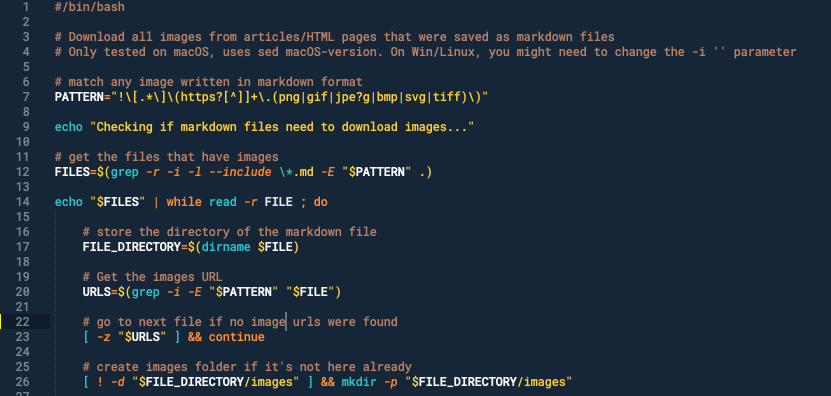 1 #/bin/bash
2
3 # Download all images from articles/HTML pages that were saved as markdown files
4 # Only tested on macOS, uses sed macOS-version. On Win/Linux, you might need to change the -i '' parameter
5
6 # match any image written in markdown format
7 PATTERN="!\[.*\]\(https?[^]]+\.(png|gif|jpe?g|bmp|svg|tiff)\)"
8
9 echo "Checking if markdown files need to download images..."
10
11 # get the files that have images
12 FILES=$(grep -r -i -l --include \*.md -E "$PATTERN" .)
13
14 echo "$FILES" | while read -r FILE ; do
15
16 # store the directory of the markdown file
17 FILE_DIRECTORY=$(dirname $FILE)
18
19 # Get the images URL
20 URLS=$(grep -i -E "$PATTERN" "$FILE")
21
22 # go to next file if no image urls were found
23 [ -z "$URLS" ] && continue
24
25 # create images folder if it's not here already
26 [ ! -d "$FILE_DIRECTORY/images" ] && mkdir -p "$FILE_DIRECTORY/images"
27